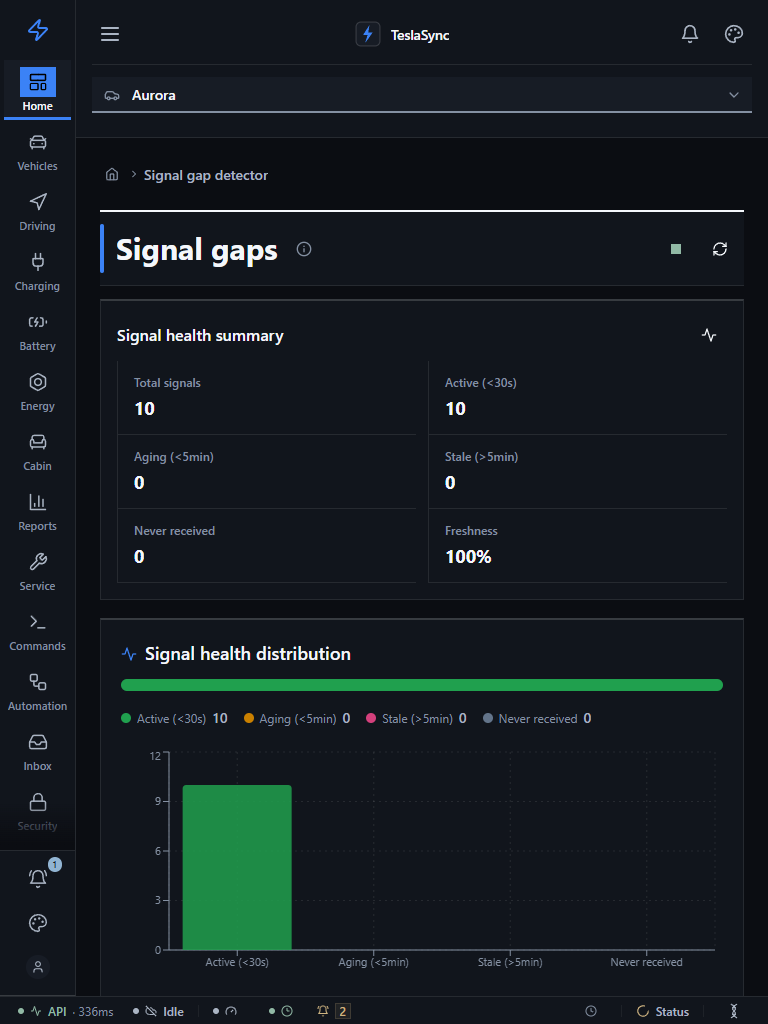 TeslaSync
Aurora
Home
Vehicles
Driving
Charging
Battery
Energy
Cabin
Reports
Service
Commands
Automation
Inbox
Security
1
Signal gap detector
Signal gaps
Signal health summary
Total signals
10
Active (<30s)
10
Aging (<5min)
0
Stale (>5min)
0
Never received
0
Freshness
100%
Signal health distribution
Active (<30s) 10 Aging (<5min) 0 Stale (>5min) 0 Never received 0
12
9
6
3
0
Active (<30s) Aging (<5min) Stale (>5min) Never received
API · 336ms Idle 2 Status